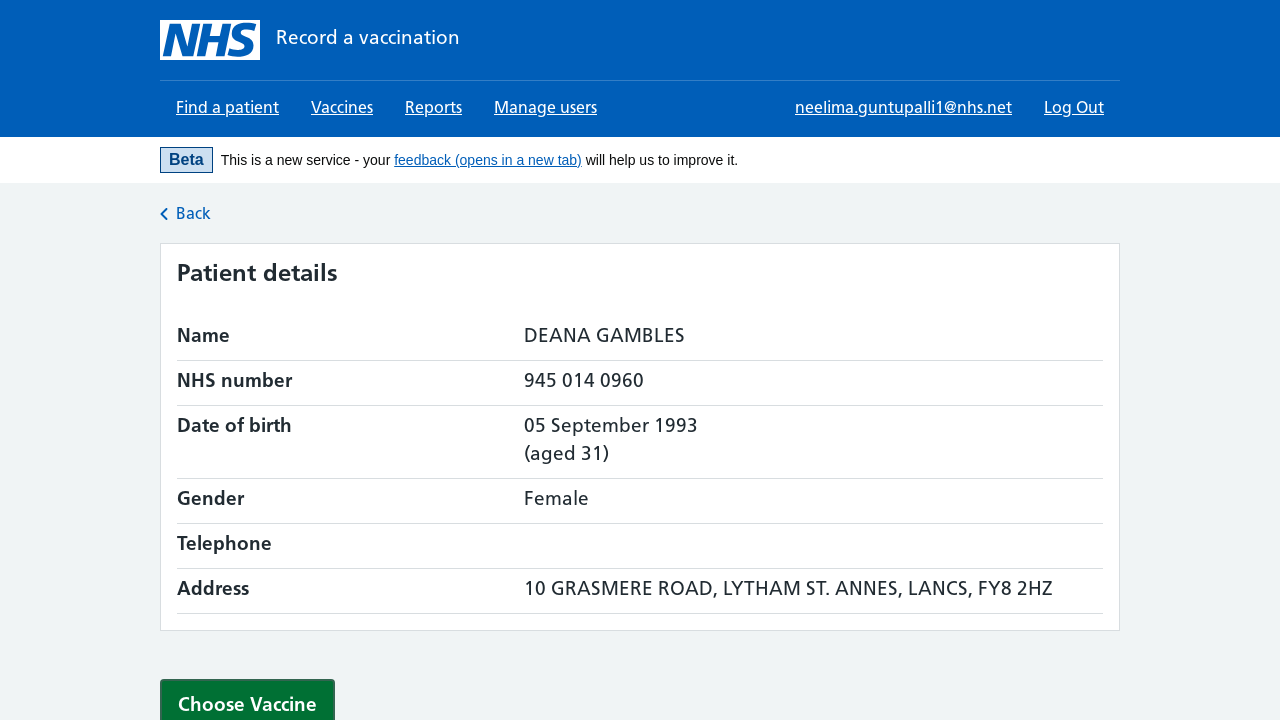 NHS Record a vaccination
Find a patient Vaccines Reports Manage users neelima.guntupalli1@nhs.net Log Out
Beta This is a new service - your feedback (opens in a new tab) will help us to improve it.
Back
Patient details
Name DEANA GAMBLES
NHS number 945 014 0960
Date of birth 05 September 1993
(aged 31)
Gender Female
Telephone
Address 10 GRASMERE ROAD, LYTHAM ST. ANNES, LANCS, FY8 2HZ
Choose Vaccine